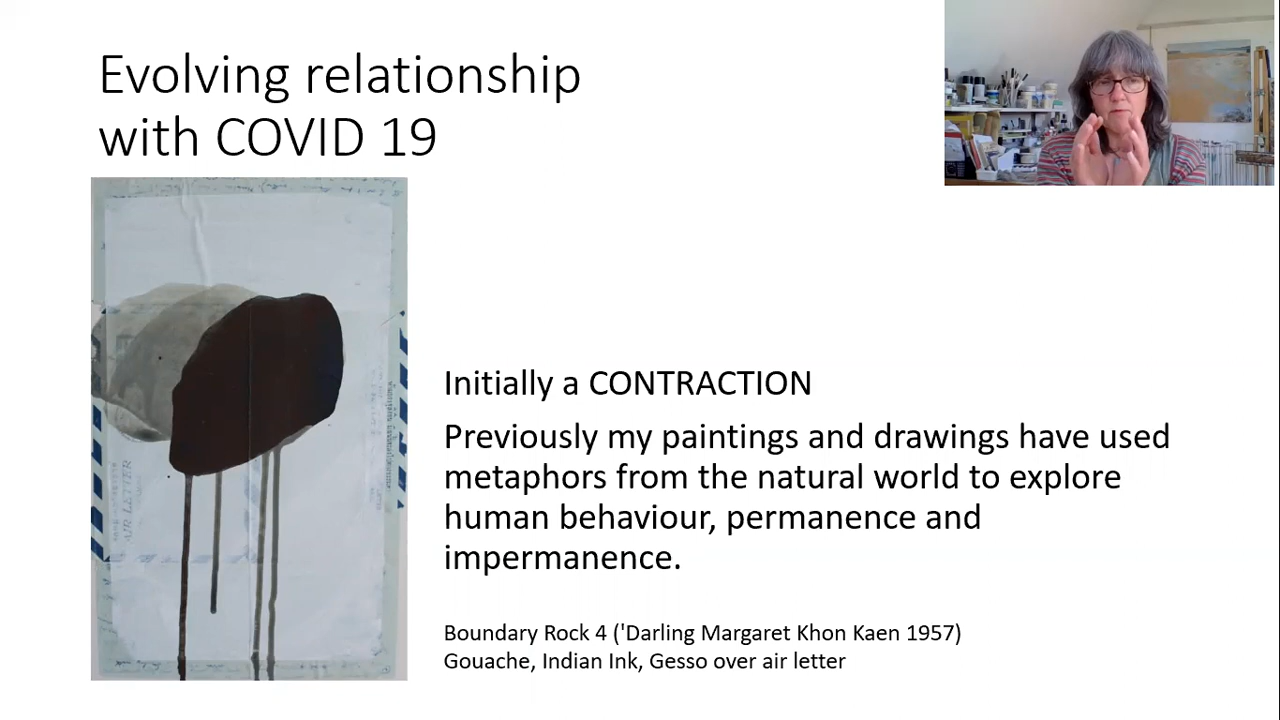 Evolving relationship
with COVID 19
Initially a CONTRACTION
Previously my paintings and drawings have used
metaphors from the natural world to explore
human behaviour, permanence and
impermanence.
Boundary Rock 4 ('Darling Margaret Khon Kaen 1957)
Gouache, Indian Ink, Gesso over air letter
AIR LETTER